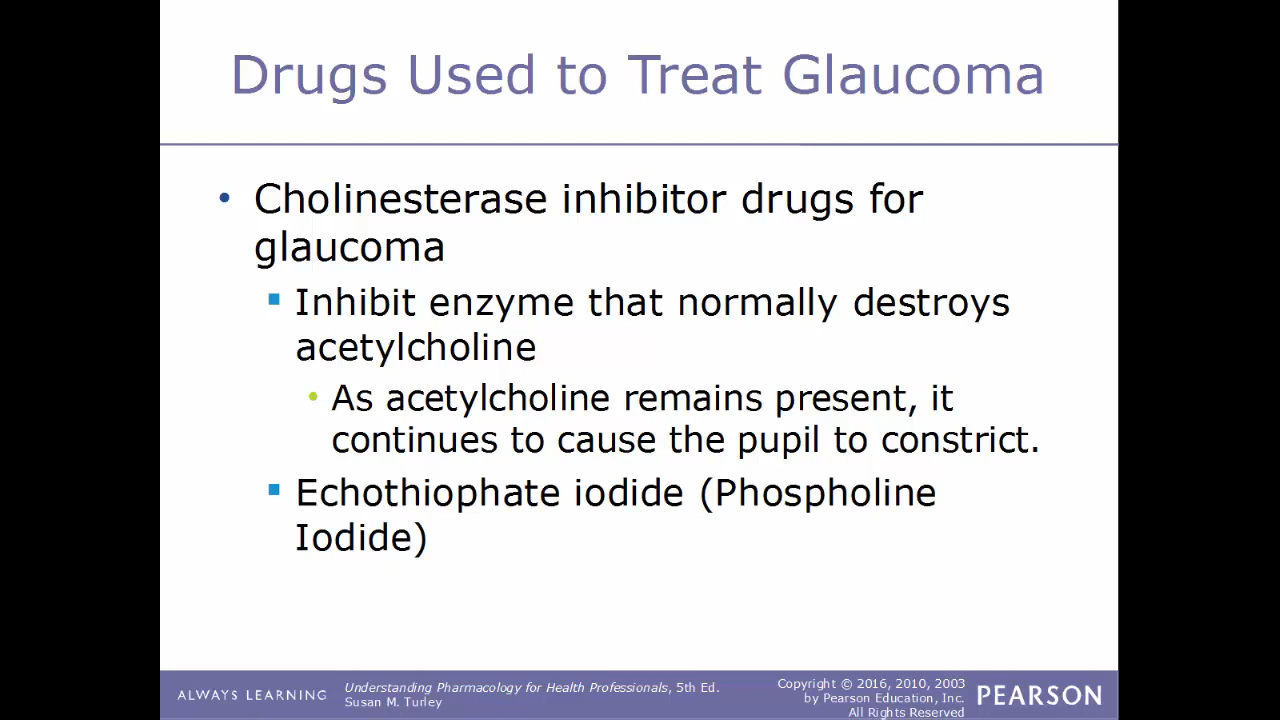 Drugs Used to Treat Glaucoma
• Cholinesterase inhibitor drugs for
glaucoma
▪ Inhibit enzyme that normally destroys
acetylcholine
• As acetylcholine remains present, it
continues to cause the pupil to constrict.
▪ Echothiophate iodide (Phospholine
Iodide)
ALWAYS LEARNING
Understanding Pharmacology for Health Professionals, 5th Ed.
Susan M. Turley
Copyright © 2016, 2010, 2003
by Pearson Education, Inc.
All Rights Reserved
PEARSON